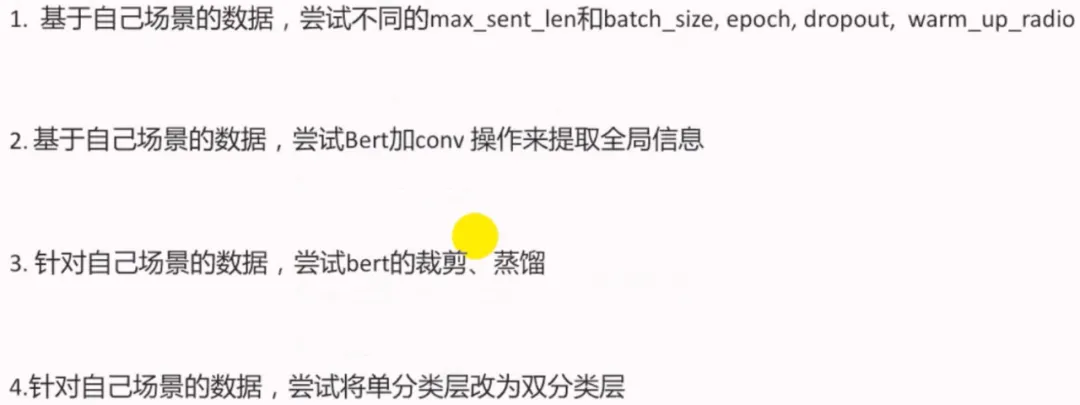 1. 基于自己场景的数据，尝试不同的max_sent_len和batch_size, epoch, dropout, warm_up_radio
2. 基于自己场景的数据，尝试Bert加conv 操作来提取全局信息
3. 针对自己场景的数据，尝试bert的裁剪、蒸馏
4.针对自己场景的数据，尝试将单分类层改为双分类层